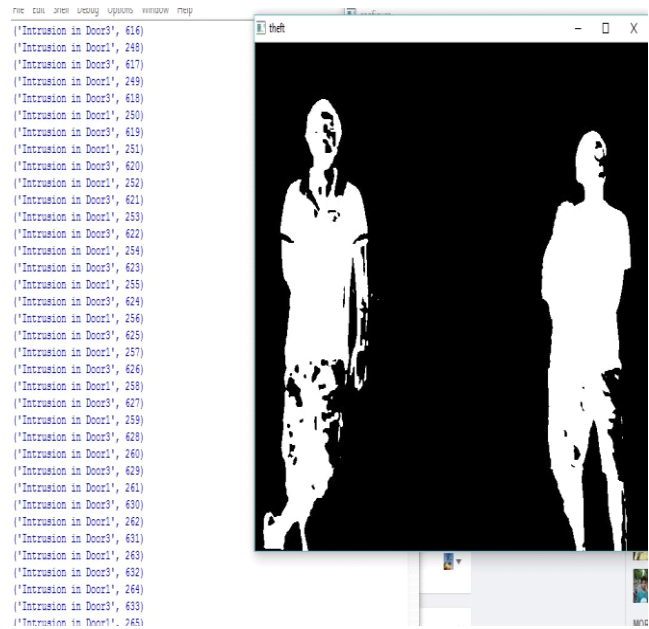 File Edit Shell Debug Options Window Help
('Intrusion in Door3', 616)
('Intrusion in Door1', 248)
('Intrusion in Door3', 617)
('Intrusion in Door1', 249)
('Intrusion in Door3', 618)
('Intrusion in Door1', 250)
('Intrusion in Door3', 619)
('Intrusion in Door1', 251)
('Intrusion in Door3', 620)
('Intrusion in Door1', 252)
('Intrusion in Door3', 621)
('Intrusion in Door1', 253)
('Intrusion in Door3', 622)
('Intrusion in Door1', 254)
('Intrusion in Door3', 623)
('Intrusion in Door1', 255)
('Intrusion in Door3', 624)
('Intrusion in Door1', 256)
('Intrusion in Door3', 625)
('Intrusion in Door1', 257)
('Intrusion in Door3', 626)
('Intrusion in Door1', 258)
('Intrusion in Door3', 627)
('Intrusion in Door1', 259)
('Intrusion in Door3', 628)
('Intrusion in Door1', 260)
('Intrusion in Door3', 629)
('Intrusion in Door1', 261)
('Intrusion in Door3', 630)
('Intrusion in Door1', 262)
('Intrusion in Door3', 631)
('Intrusion in Door1', 263)
('Intrusion in Door3', 632)
('Intrusion in Door1', 264)
('Intrusion in Door3', 633)
('Intrusion in Door1', 265)
theft
MOR